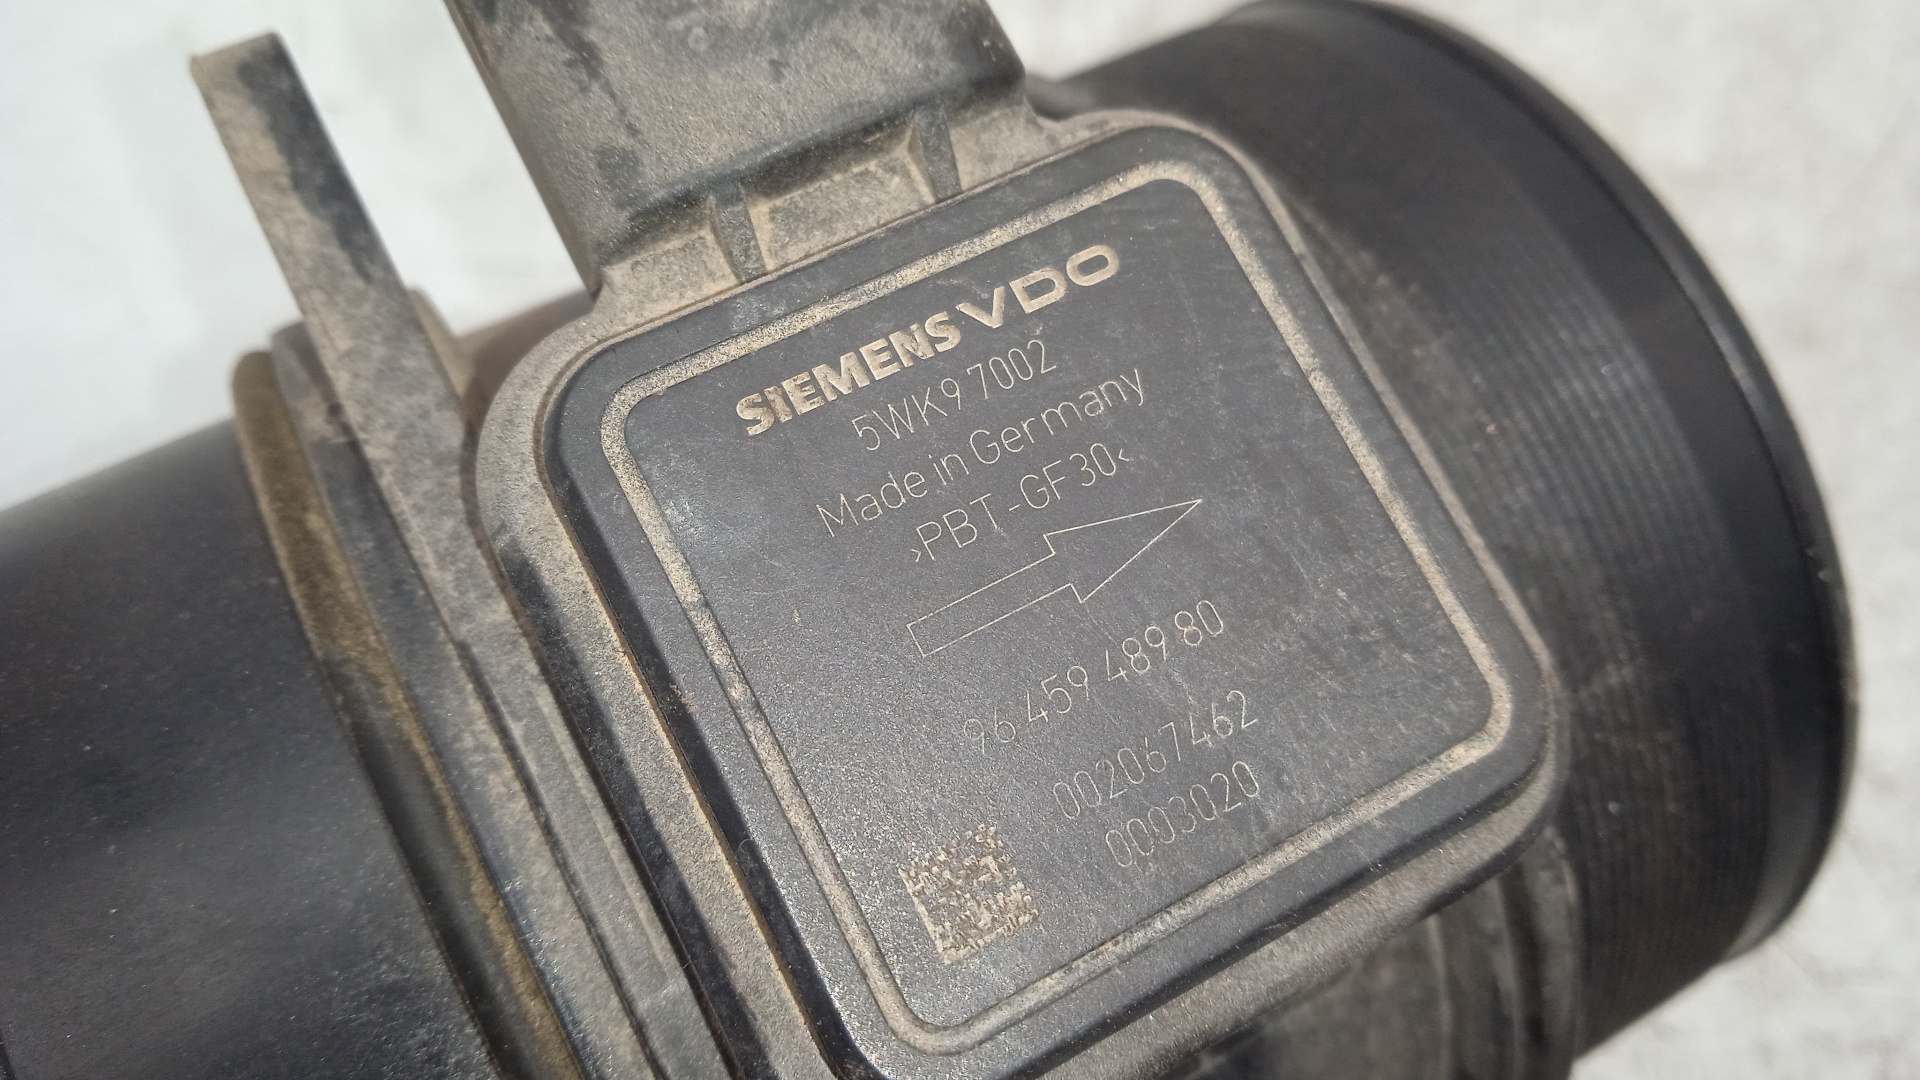 SIEMENS VDO
5WK9 7002
Made in Germany
›PBT-GF30‹
96 459 489 80
002067462
0003020